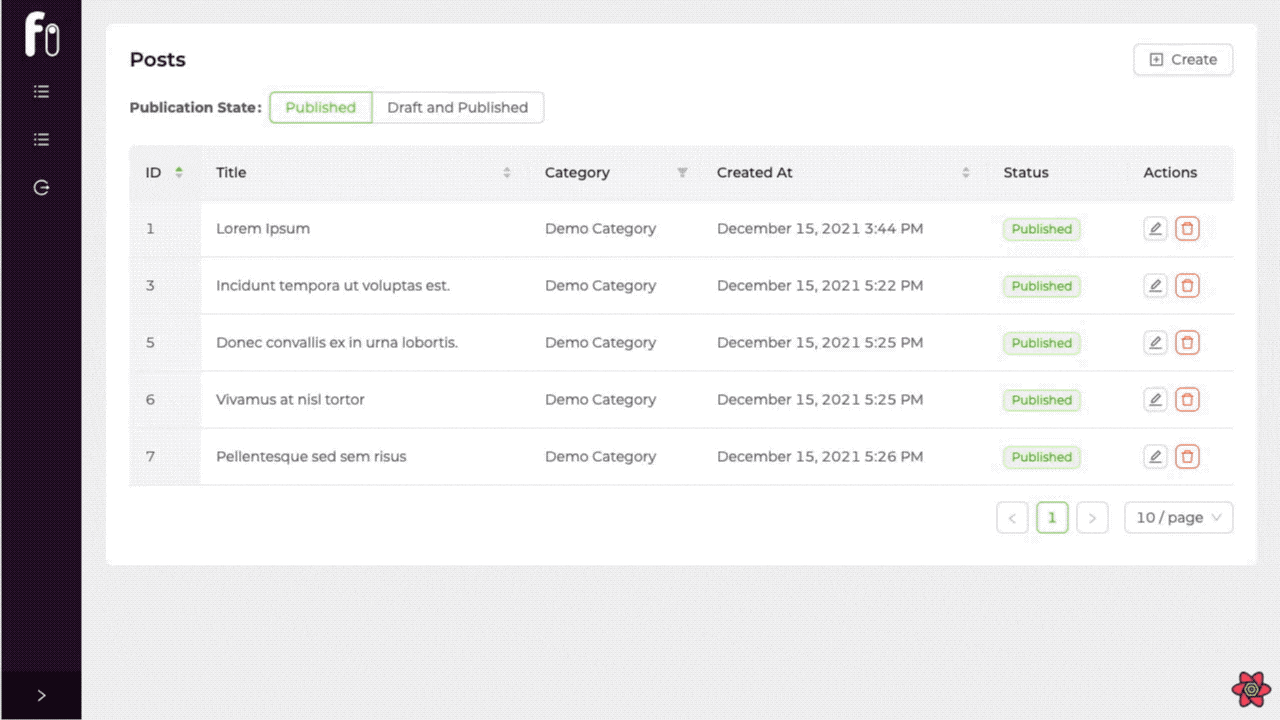 Posts
Create
Publication State: Published Draft and Published
ID Title Category Created At Status Actions
1 Lorem Ipsum Demo Category December 15, 2021 3:44 PM Published
3 Incidunt tempora ut voluptas est. Demo Category December 15, 2021 5:22 PM Published
5 Donec convallis ex in urna lobortis. Demo Category December 15, 2021 5:25 PM Published
6 Vivamus at nisl tortor Demo Category December 15, 2021 5:25 PM Published
7 Pellentesque sed sem risus Demo Category December 15, 2021 5:26 PM Published
< 1 > 10 / page